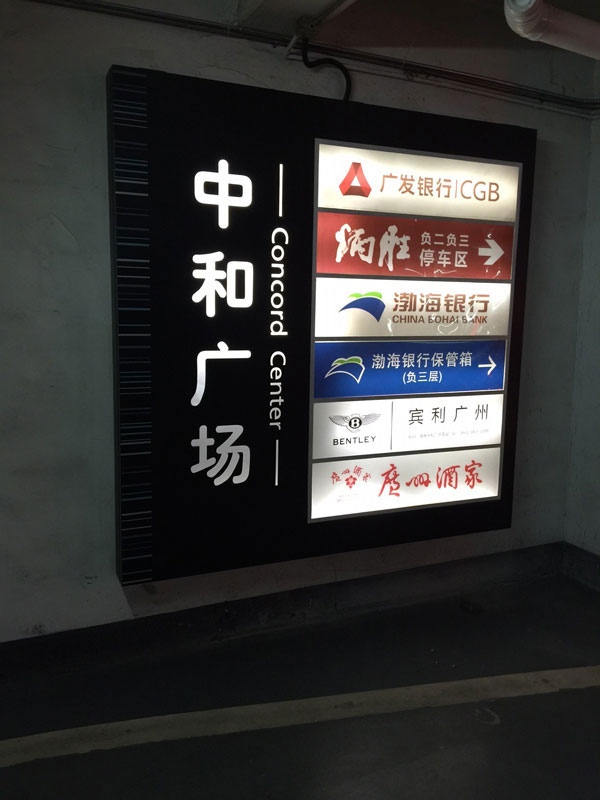 中和广场
Concord Center
广发银行|CGB
炳胜
负二负三
停车区
渤海银行
CHINA BOHAI BANK
渤海银行保管箱
(负三层)
BENTLEY
宾利广州
廣州酒家